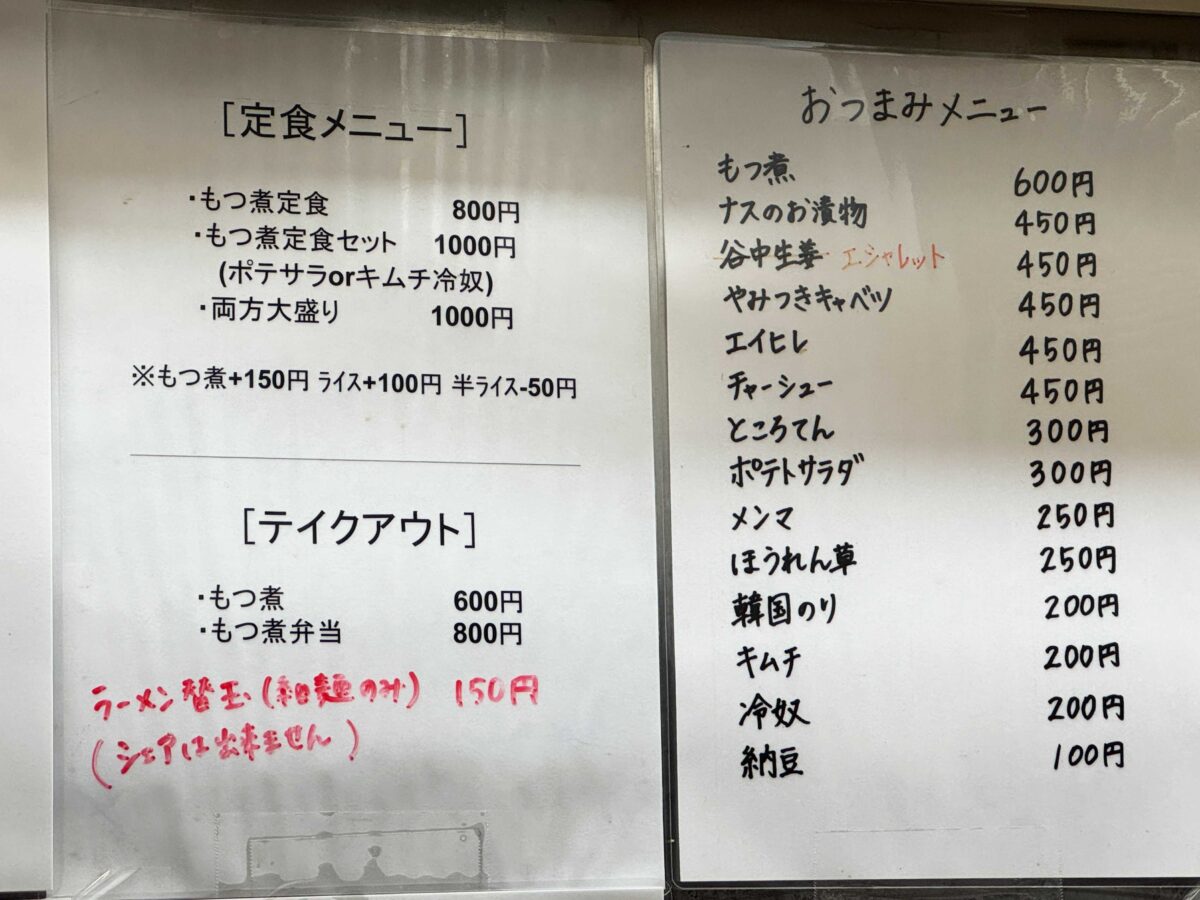 ［定食メニュー］
・もつ煮定食 800円
・もつ煮定食セット 1000円
(ポテサラorキムチ冷奴)
・両方大盛り 1000円
※もつ煮+150円 ﾗｲｽ+100円 半ﾗｲｽ-50円
［テイクアウト］
・もつ煮 600円
・もつ煮弁当 800円
ラーメン替玉(細麺のみ) 150円
(シェアは出来ません)
おつまみメニュー
もつ煮 600円
ナスのお漬物 450円
谷中生姜 エシャレット 450円
やみつきキャベツ 450円
エイヒレ 450円
チャーシュー 450円
ところてん 300円
ポテトサラダ 300円
メンマ 250円
ほうれん草 250円
韓国のり 200円
キムチ 200円
冷奴 200円
納豆 100円